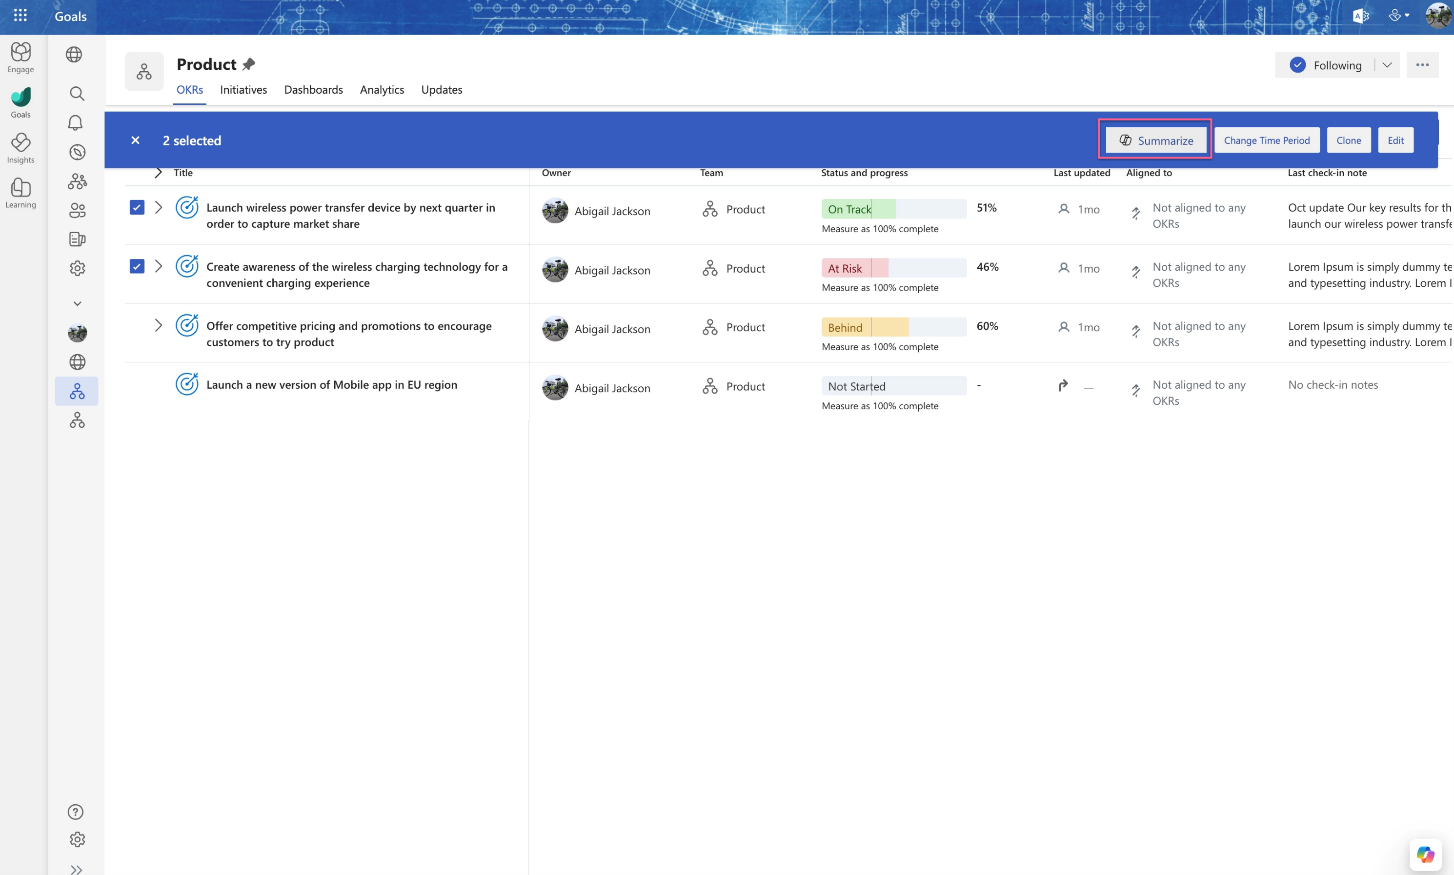 Goals
Engage
Goals
Insights
Learning
Product
Following
OKRs Initiatives Dashboards Analytics Updates
2 selected
Summarize Change Time Period Clone Edit
Title Owner Team Status and progress Last updated Aligned to Last check-in note
Launch wireless power transfer device by next quarter in
order to capture market share
Abigail Jackson
Product
On Track
51%
Measure as 100% complete
1mo
Not aligned to any
OKRs
Oct update Our key results for th
launch our wireless power transfe
Create awareness of the wireless charging technology for a
convenient charging experience
Abigail Jackson
Product
At Risk
46%
Measure as 100% complete
1mo
Not aligned to any
OKRs
Lorem Ipsum is simply dummy te
and typesetting industry. Lorem I
Offer competitive pricing and promotions to encourage
customers to try product
Abigail Jackson
Product
Behind
60%
Measure as 100% complete
1mo
Not aligned to any
OKRs
Lorem Ipsum is simply dummy te
and typesetting industry. Lorem I
Launch a new version of Mobile app in EU region
Abigail Jackson
Product
Not Started
-
Measure as 100% complete
—
Not aligned to any
OKRs
No check-in notes